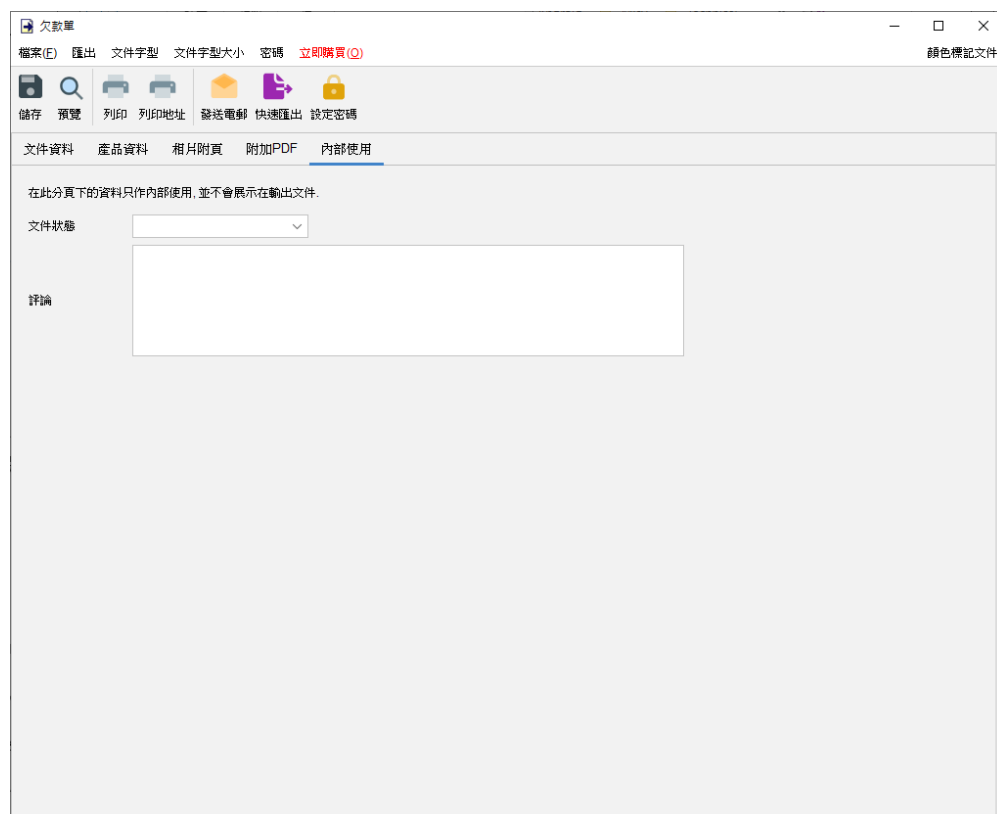 欠款單
檔案(F) 匯出 文件字型 文件字型大小 密碼 立即購買(O) 顏色標記文件
儲存 預覽 列印 列印地址 發送電郵 快速匯出 設定密碼
文件資料 產品資料 相片附頁 附加PDF 內部使用
在此分頁下的資料只作內部使用, 並不會展示在輸出文件.
文件狀態
評論